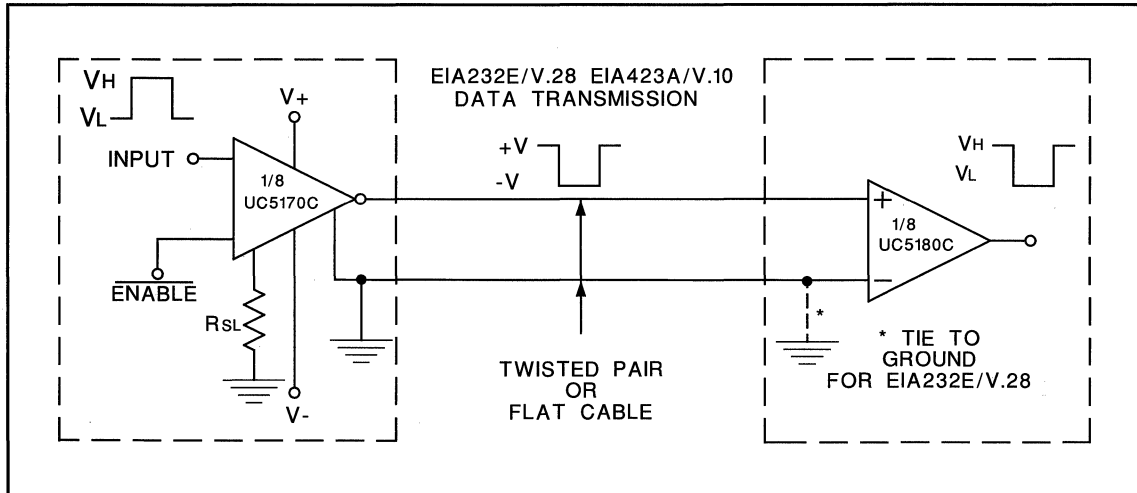 VH
VL
INPUT
ENABLE
V+
1/8
UC5170C
RSL
V-
EIA232E/V.28 EIA423A/V.10
DATA TRANSMISSION
+V
-V
TWISTED PAIR
OR
FLAT CABLE
VH
VL
+
1/8
UC5180C
-
*
* TIE TO
GROUND
FOR EIA232E/V.28